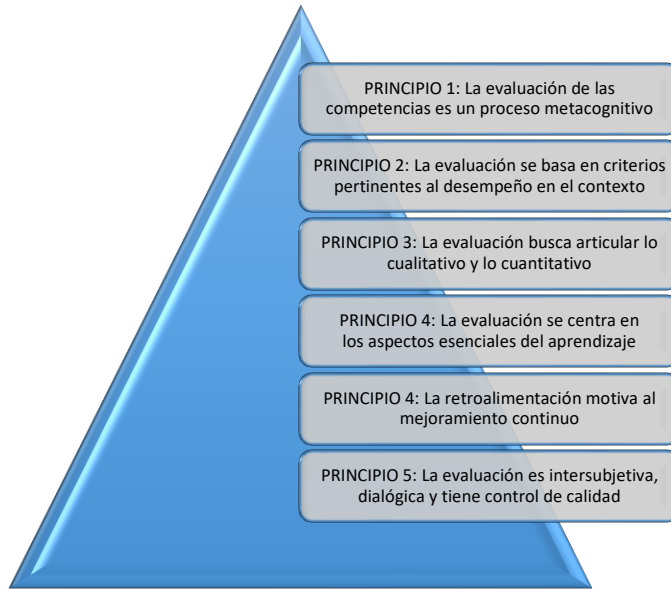 PRINCIPIO 1: La evaluación de las
competencias es un proceso metacognitivo
PRINCIPIO 2: La evaluación se basa en criterios
pertinentes al desempeño en el contexto
PRINCIPIO 3: La evaluación busca articular lo
cualitativo y lo cuantitativo
PRINCIPIO 4: La evaluación se centra en
los aspectos esenciales del aprendizaje
PRINCIPIO 4: La retroalimentación motiva al
mejoramiento continuo
PRINCIPIO 5: La evaluación es intersubjetiva,
dialógica y tiene control de calidad